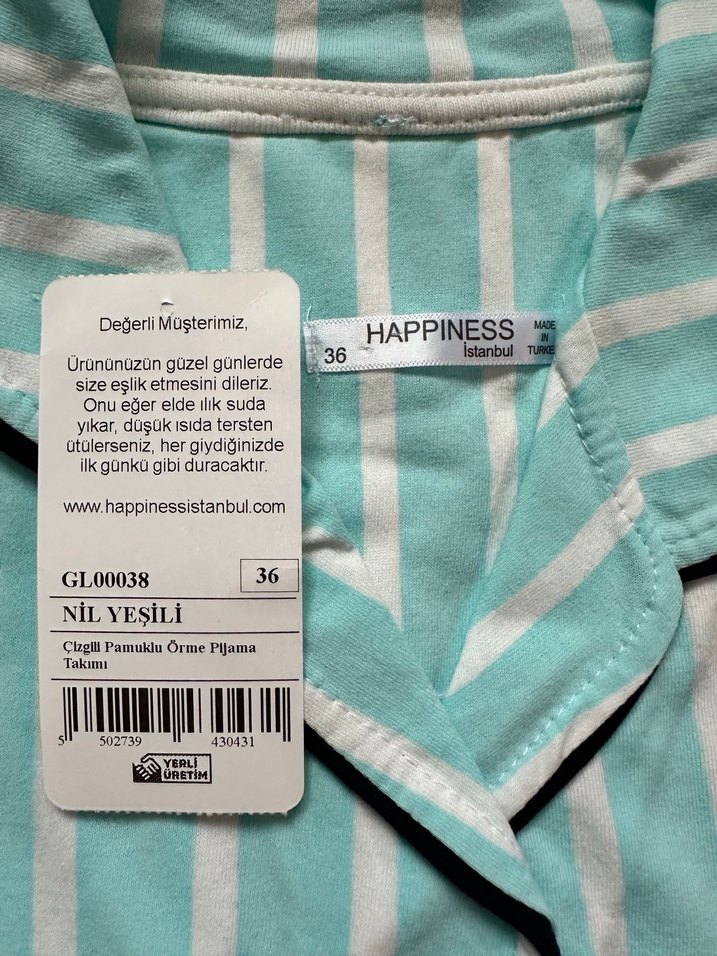 Değerli Müşterimiz,
Ürününüzün güzel günlerde
size eşlik etmesini dileriz.
Onu eğer elde ılık suda
yıkar, düşük ısıda tersten
ütülerseniz, her giydiğinizde
ilk günkü gibi duracaktır.
www.happinessistanbul.com
GL00038 36
NİL YEŞİLİ
Çizgili Pamuklu Örme Pijama
Takımı
5 502739 430431
YERLİ
ÜRETİM
36
HAPPINESS
İstanbul
MADE
IN
TURKE